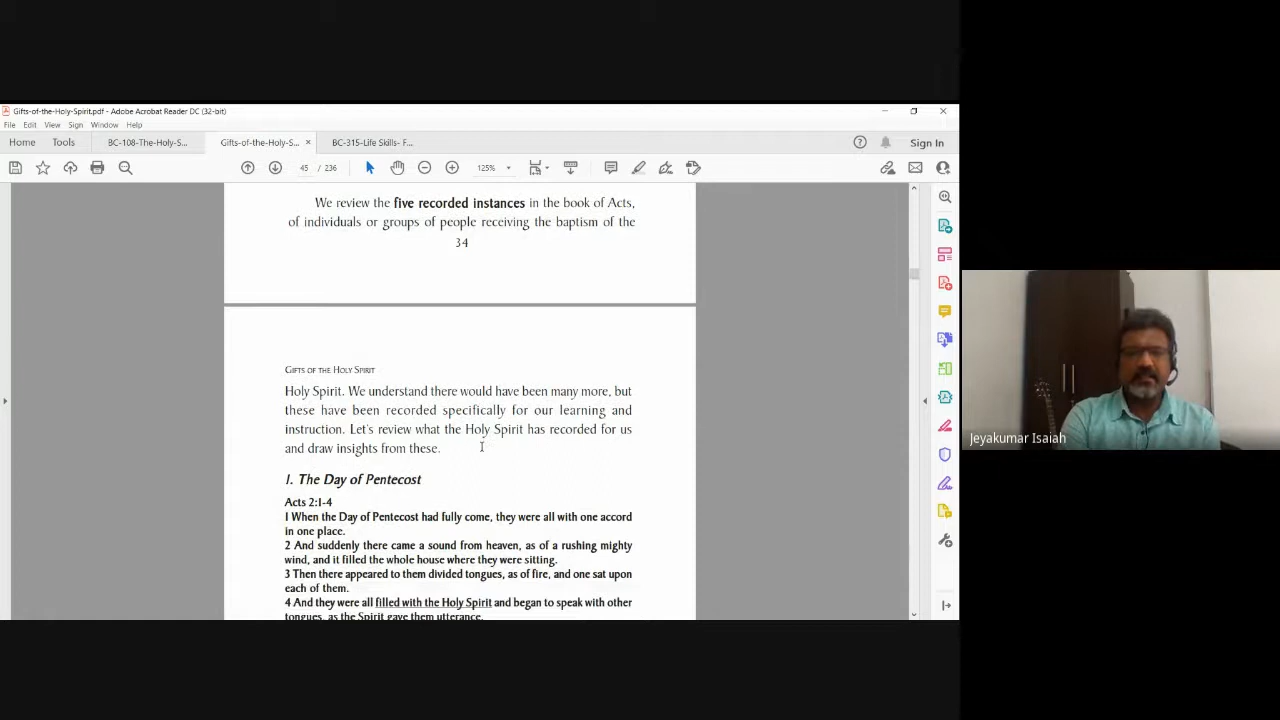 Gifts-of-the-Holy-Spirit.pdf - Adobe Acrobat Reader DC (32-bit)
File Edit View Sign Window Help
Home Tools BC-108-The-Holy-S... Gifts-of-the-Holy-S... × BC-315-Life Skills- F... Sign In
45 / 236 125%
We review the five recorded instances in the book of Acts,
of individuals or groups of people receiving the baptism of the
34
GIFTS OF THE HOLY SPIRIT
Holy Spirit. We understand there would have been many more, but
these have been recorded specifically for our learning and
instruction. Let's review what the Holy Spirit has recorded for us
and draw insights from these.
1. The Day of Pentecost
Acts 2:1-4
1 When the Day of Pentecost had fully come, they were all with one accord
in one place.
2 And suddenly there came a sound from heaven, as of a rushing mighty
wind, and it filled the whole house where they were sitting.
3 Then there appeared to them divided tongues, as of fire, and one sat upon
each of them.
4 And they were all filled with the Holy Spirit and began to speak with other
tongues, as the Spirit gave them utterance.
Jeyakumar Isaiah